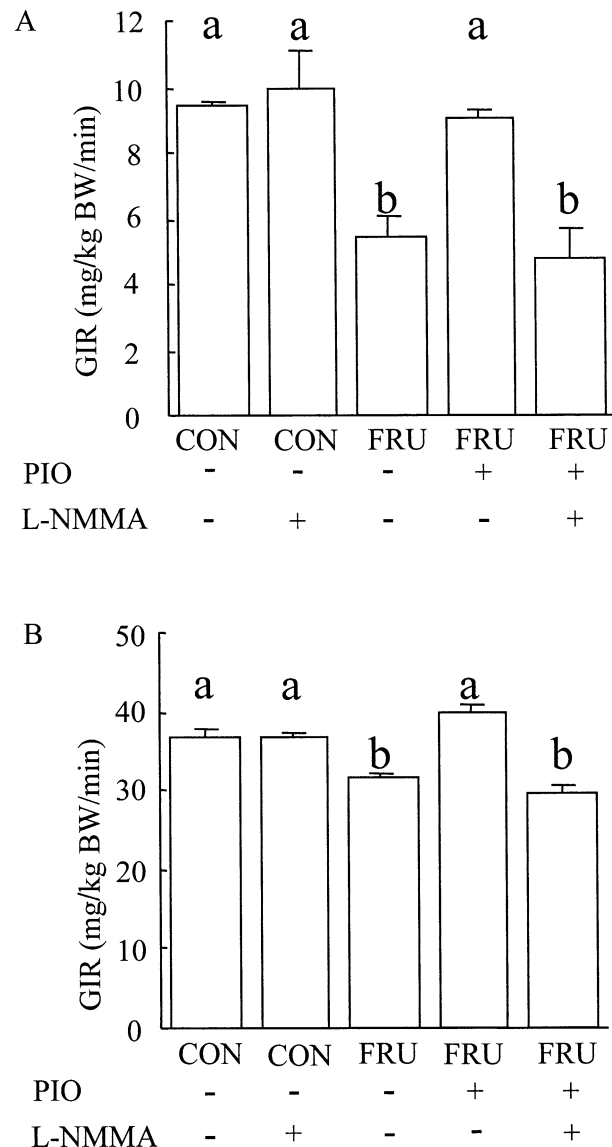 A
12
10
8
6
4
2
0
GIR (mg/kg BW/min)
a a b a b
CON CON FRU FRU FRU
PIO - - - + +
L-NMMA - + - - +
B
50
40
30
20
10
0
GIR (mg/kg BW/min)
a a b a b
CON CON FRU FRU FRU
PIO - - - + +
L-NMMA - + - - +